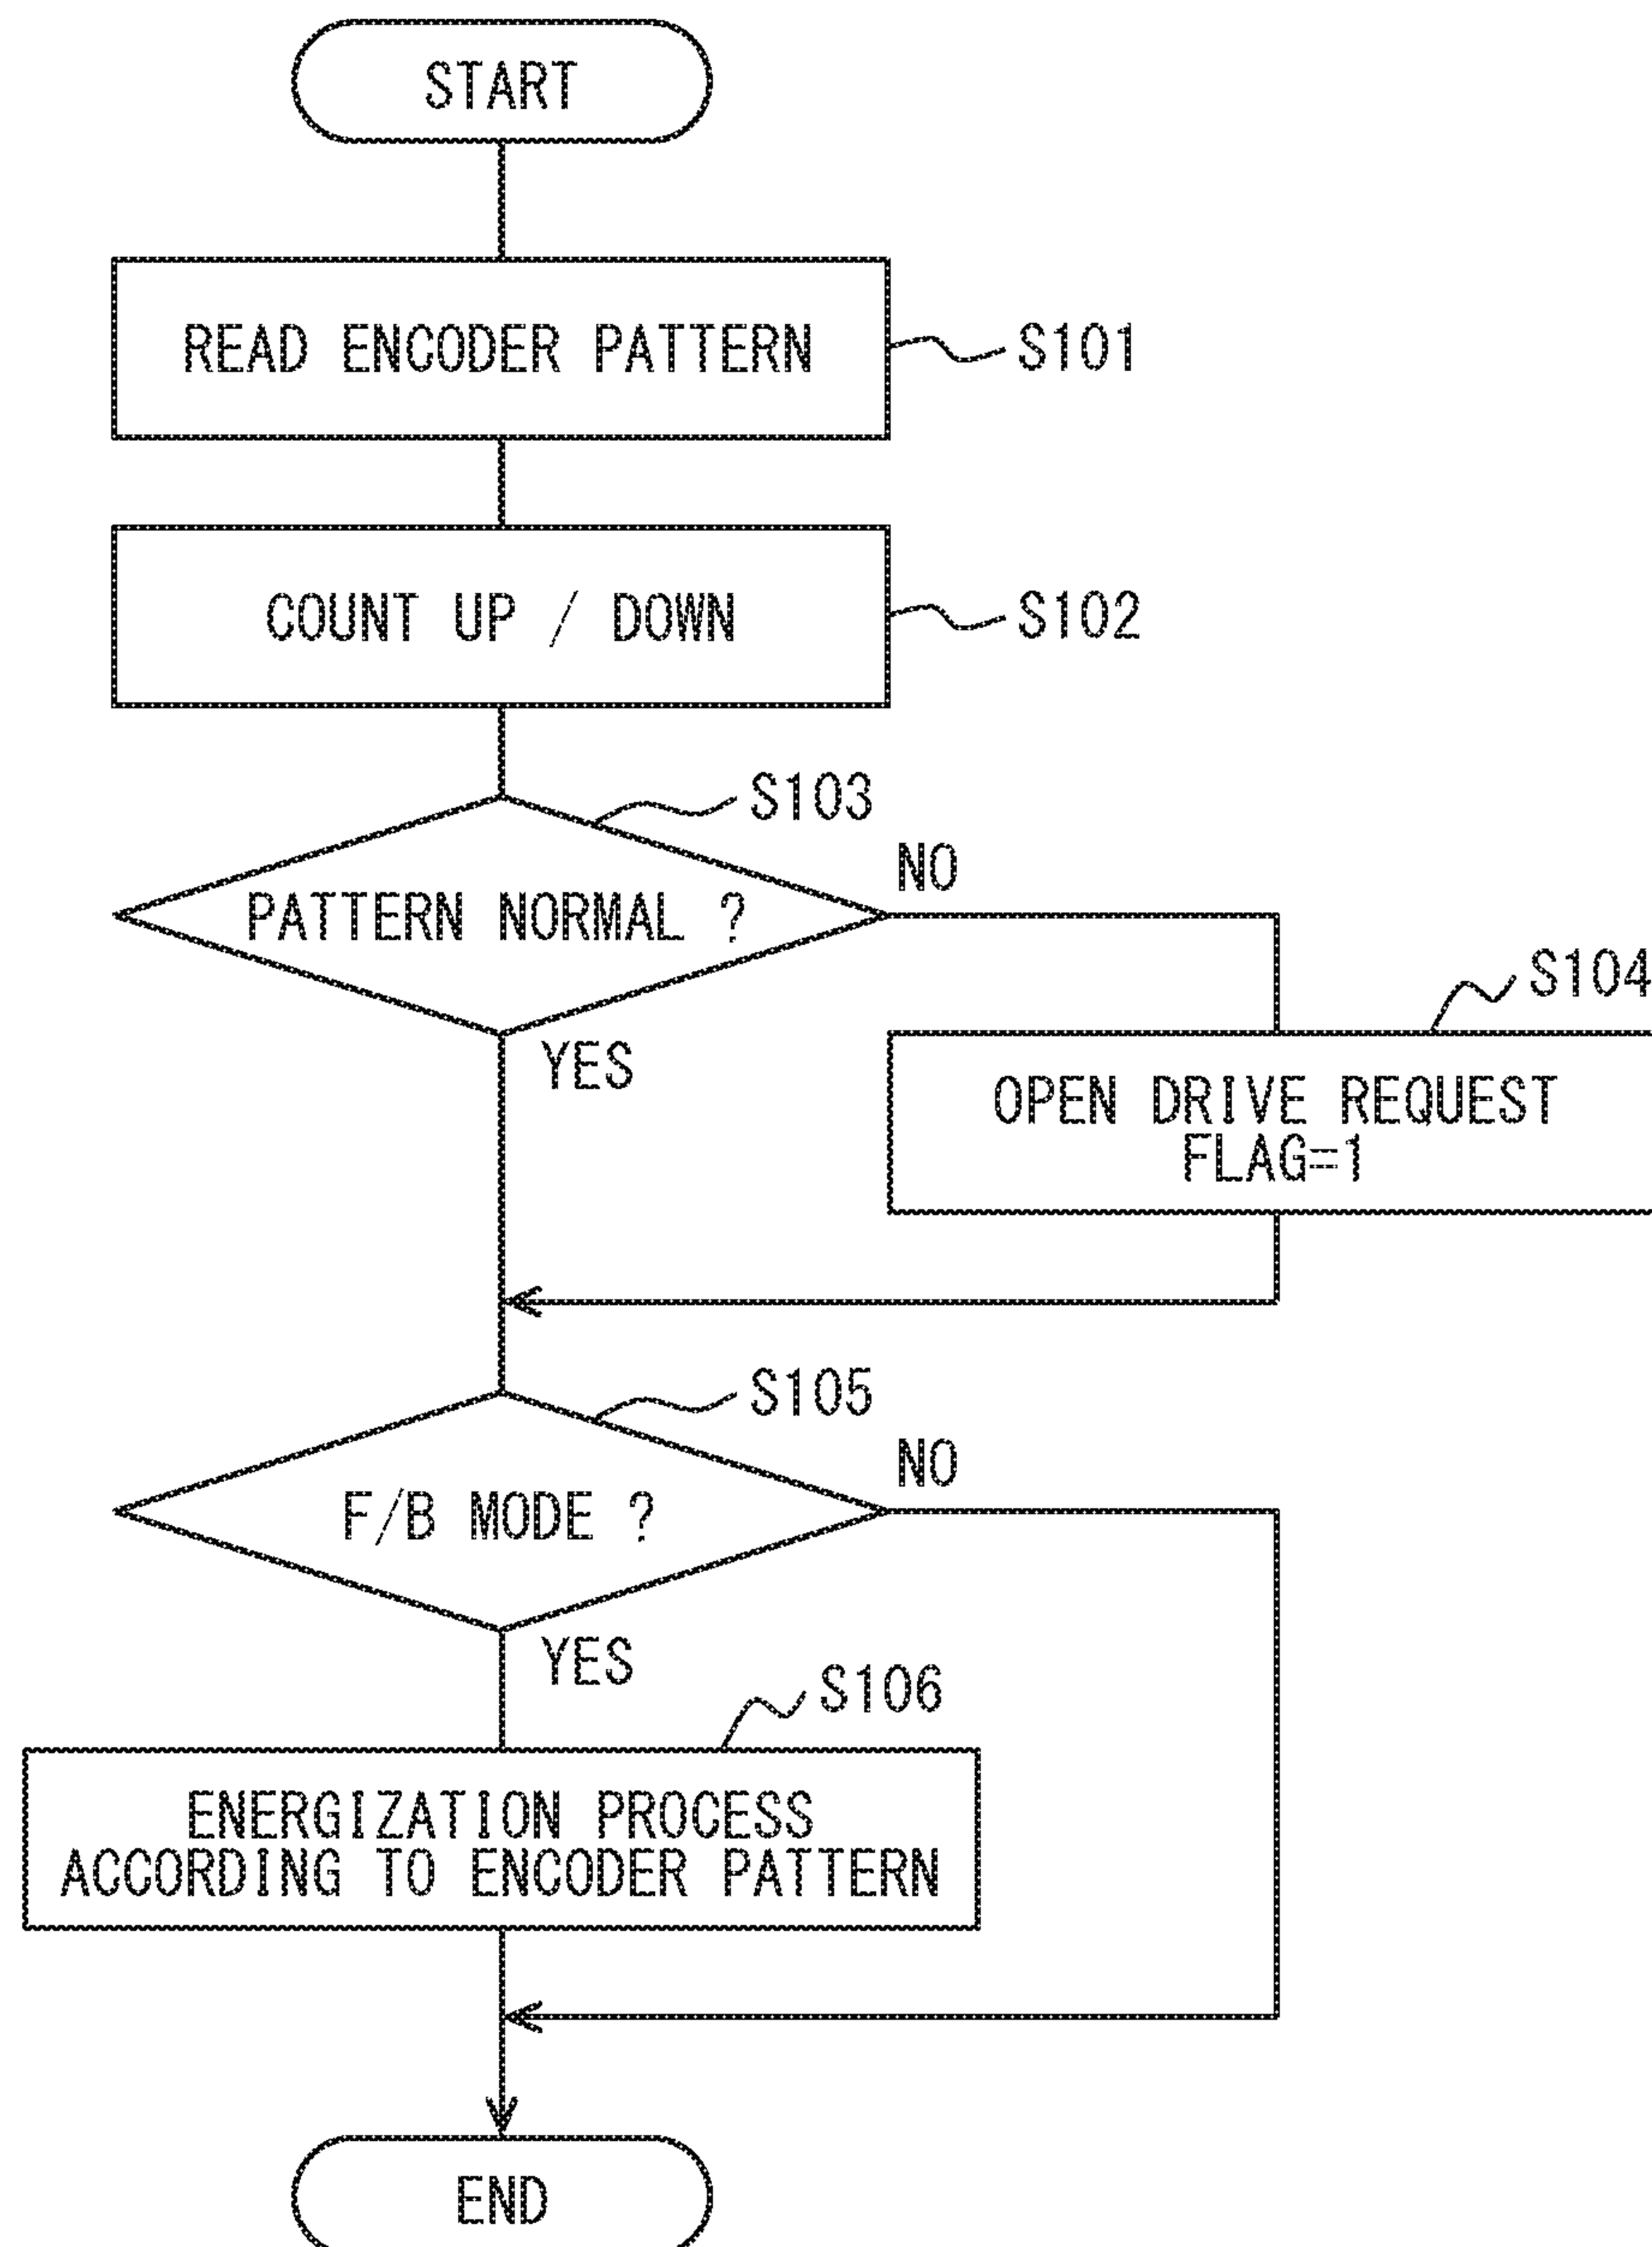 START
READ ENCODER PATTERN
S101
COUNT UP / DOWN
S102
S103
PATTERN NORMAL ?
NO
YES
S104
OPEN DRIVE REQUEST
FLAG=1
S105
F/B MODE ?
NO
YES
S106
ENERGIZATION PROCESS
ACCORDING TO ENCODER PATTERN
END